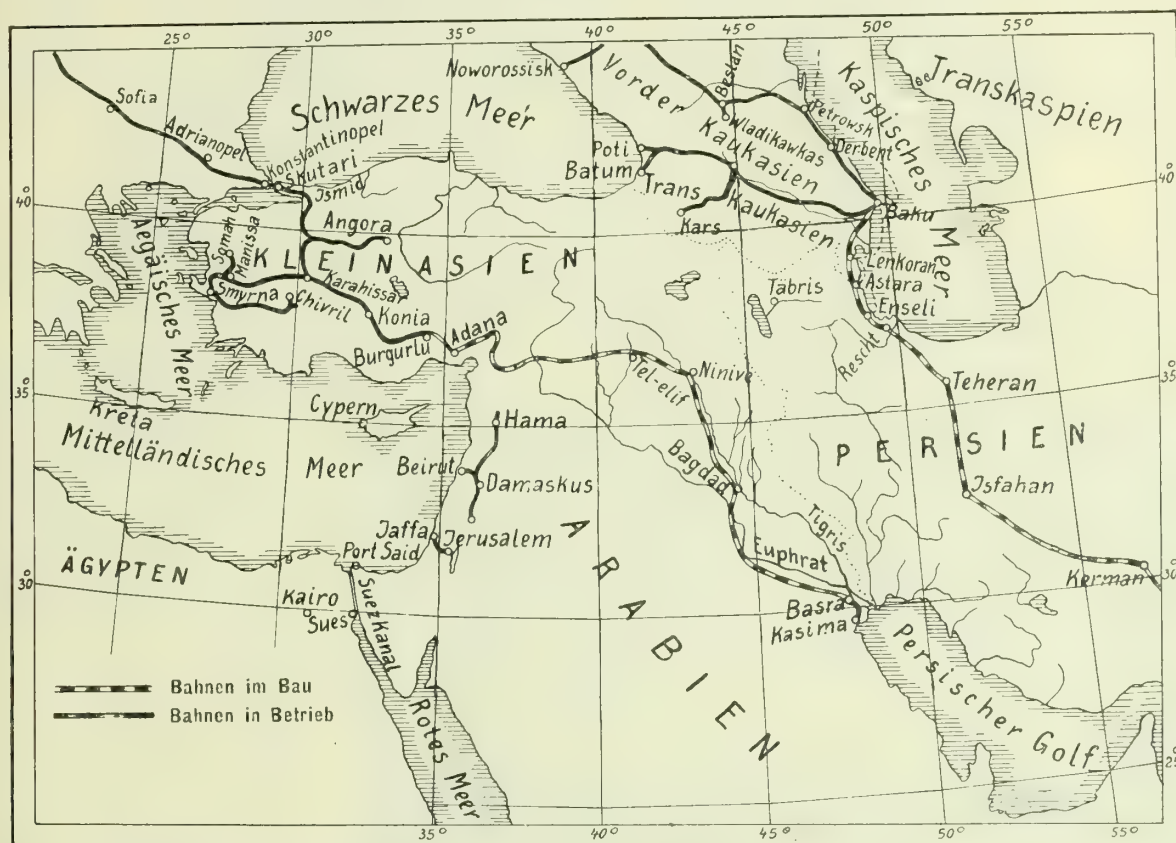 25° 30° 35° 40° 45° 50° 55°
Noworossisk
Vorder
Beslan
Kaspisches
Transkaspien
Sofia
Schwarzes
Meer
Petrowsk
Adrianopel
Wladikawkas
Derbent
Konstantinopel
Kaukasien
Skutari
Poti
Ismid
Batum
Trans
40°
40°
Kaukasien
Baku
Angora
Kars
Meer
Aegäisches Meer
Somah
Manissa
KLEINASIEN
Lenkoran
Astara
Smyrna
Karahissar
Täbris
Enseli
Chivril
Konia
Adana
Burgurlu
Rescht
Tel-elif
Ninive
Teheran
35°
35°
Kreta
Cypern
Hama
PERSIEN
Mittelländisches
Meer
Beirut
Bagdad
Damaskus
Isfahan
Jaffa
Jerusalem
ARABIEN
Tigris
Port Said
Euphrat
ÄGYPTEN
30°
Kerman
30°
Kairo
Basra
Sues
Suezkanal
Kasima
Persischer Golf
Bahnen im Bau
Bahnen in Betrieb
Rotes Meer
25°
35° 40° 45° 50° 55°